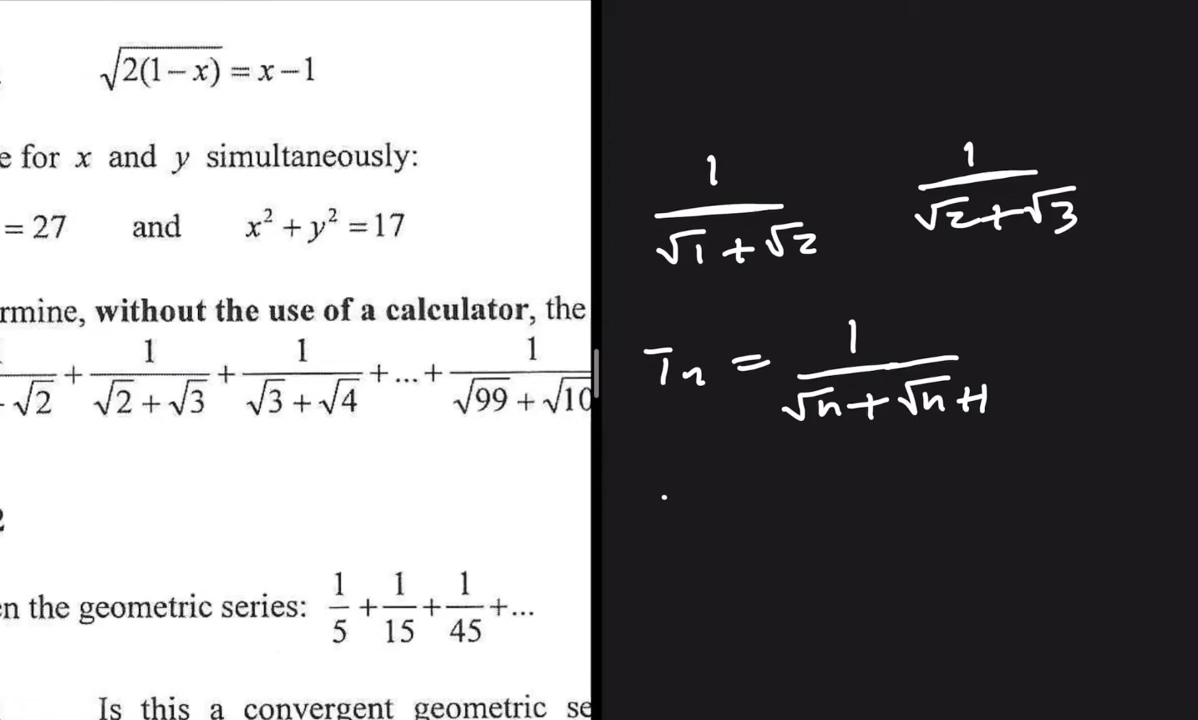 √2(1−x) = x−1
e for x and y simultaneously:
= 27 and x² + y² = 17
rmine, without the use of a calculator, the
√2 + 1/(√2 + √3) + 1/(√3 + √4) + ... + 1/(√99 + √10
2
en the geometric series: 1/5 + 1/15 + 1/45 + ...
Is this a convergent geometric se
1/(√1 + √2) 1/(√2 + √3)
Tn = 1/(√n + √n+1)